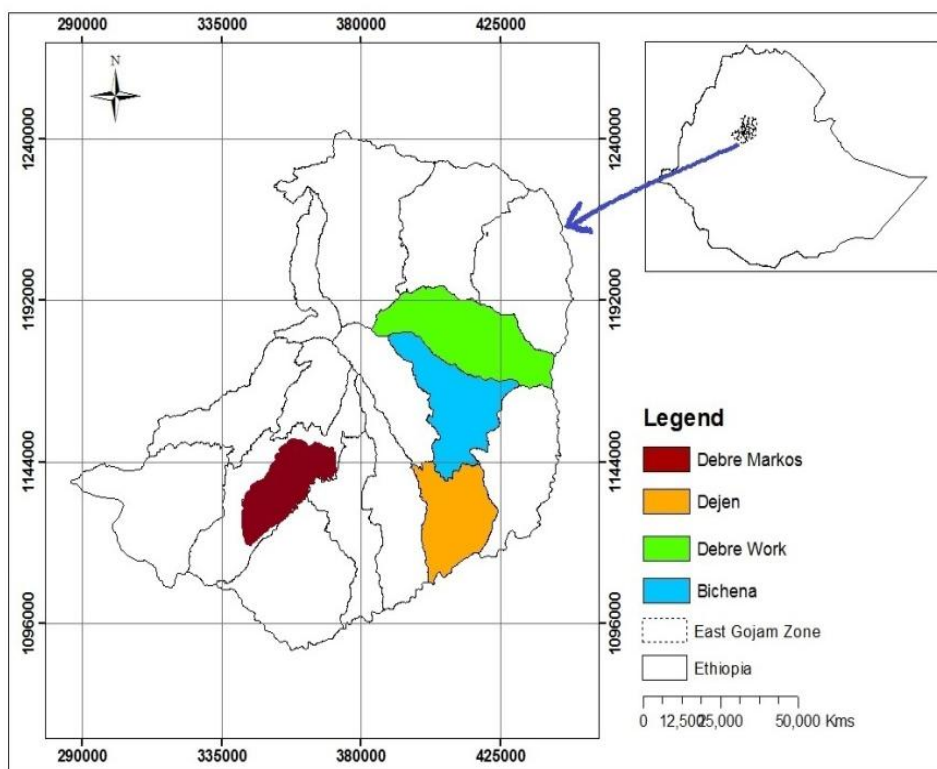 290000 335000 380000 425000
N
1240000 1240000
1192000 1192000
1144000 1144000
1096000 1096000
290000 335000 380000 425000
Legend
Debre Markos
Dejen
Debre Work
Bichena
East Gojam Zone
Ethiopia
0 12,500 25,000 50,000 Kms